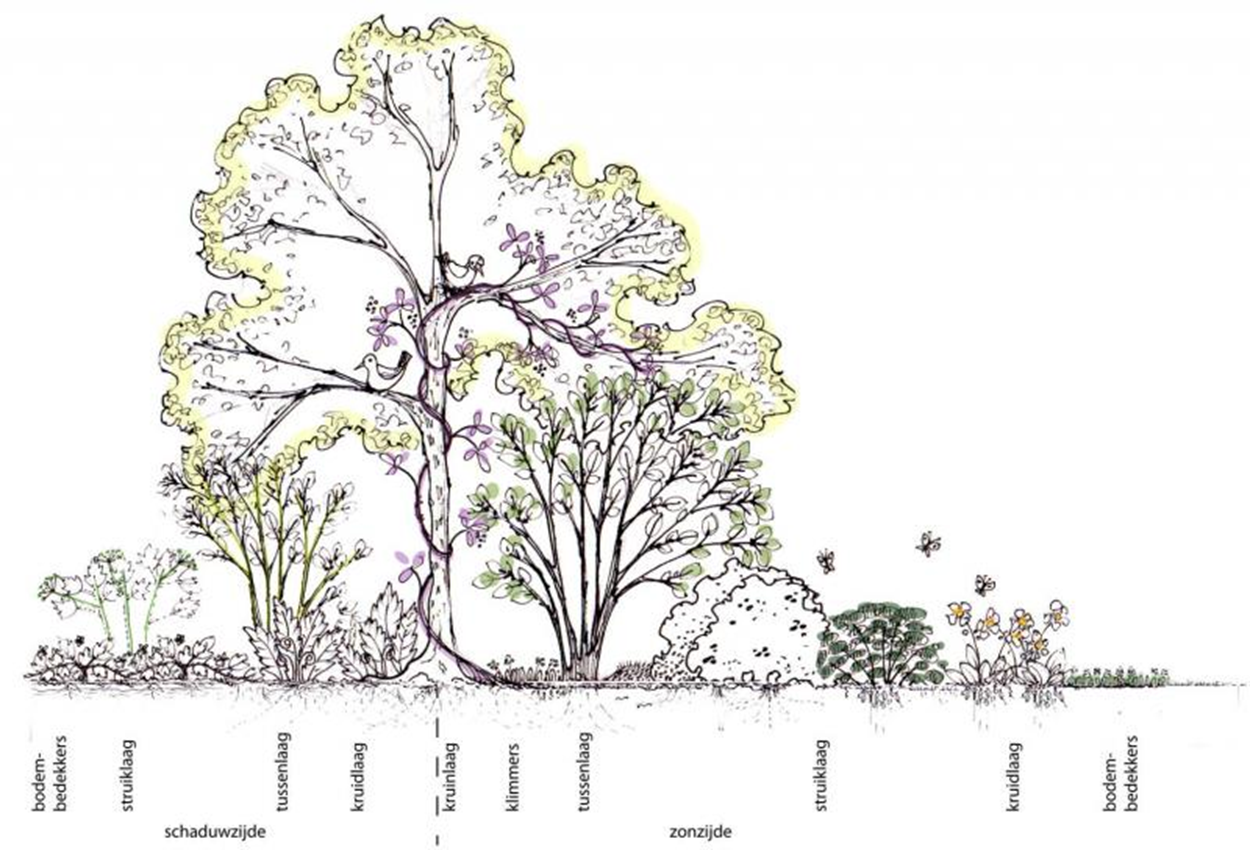 bodem-
bedekkers
struiklaag
tussenlaag
kruidlaag
kruinlaag
klimmers
tussenlaag
struiklaag
kruidlaag
bodem-
bedekkers
schaduwzijde
zonzijde